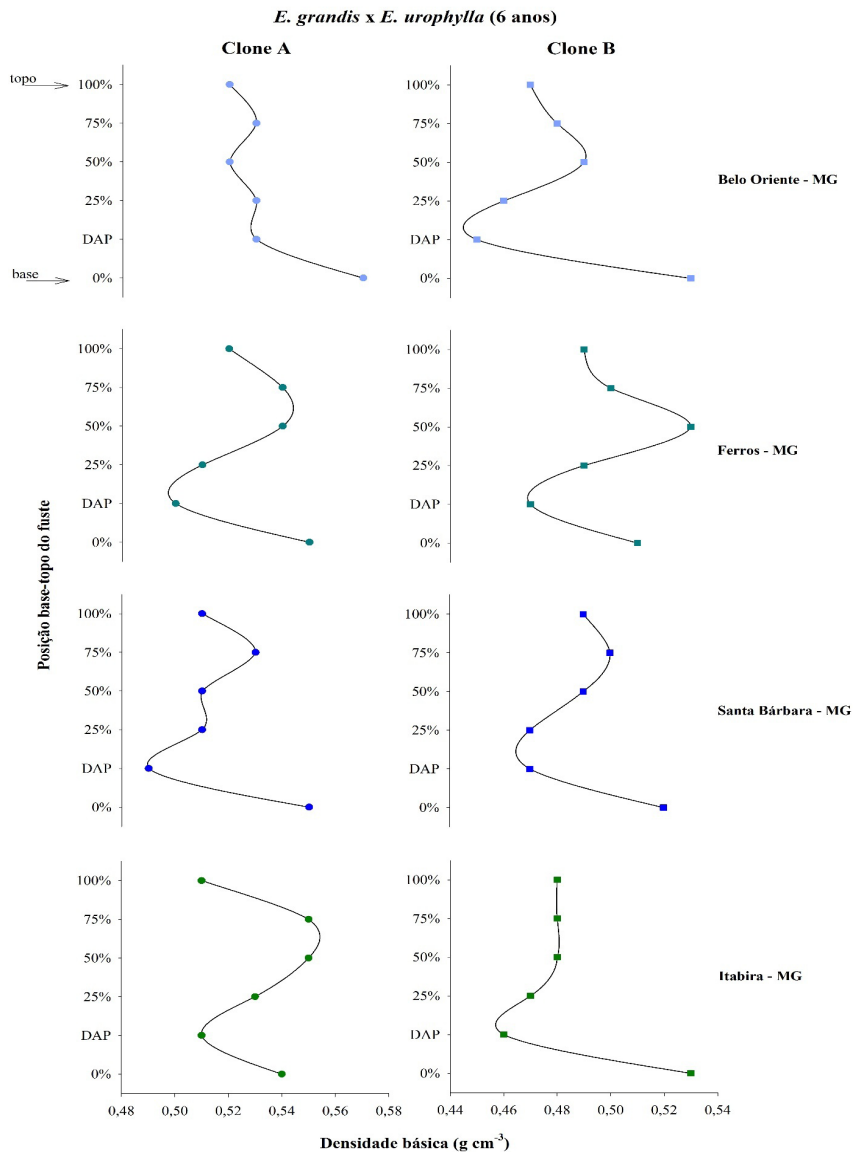 E. grandis x E. urophylla (6 anos)
Clone A
Clone B
topo
100%
75%
50%
25%
DAP
base
0%
100%
75%
50%
25%
DAP
0%
Belo Oriente - MG
100%
75%
50%
25%
DAP
0%
100%
75%
50%
25%
DAP
0%
Ferros - MG
Posição base-topo do fuste
100%
75%
50%
25%
DAP
0%
100%
75%
50%
25%
DAP
0%
Santa Bárbara - MG
100%
75%
50%
25%
DAP
0%
100%
75%
50%
25%
DAP
0%
Itabira - MG
0,48 0,50 0,52 0,54 0,56 0,58
0,44 0,46 0,48 0,50 0,52 0,54
Densidade básica (g cm⁻³)